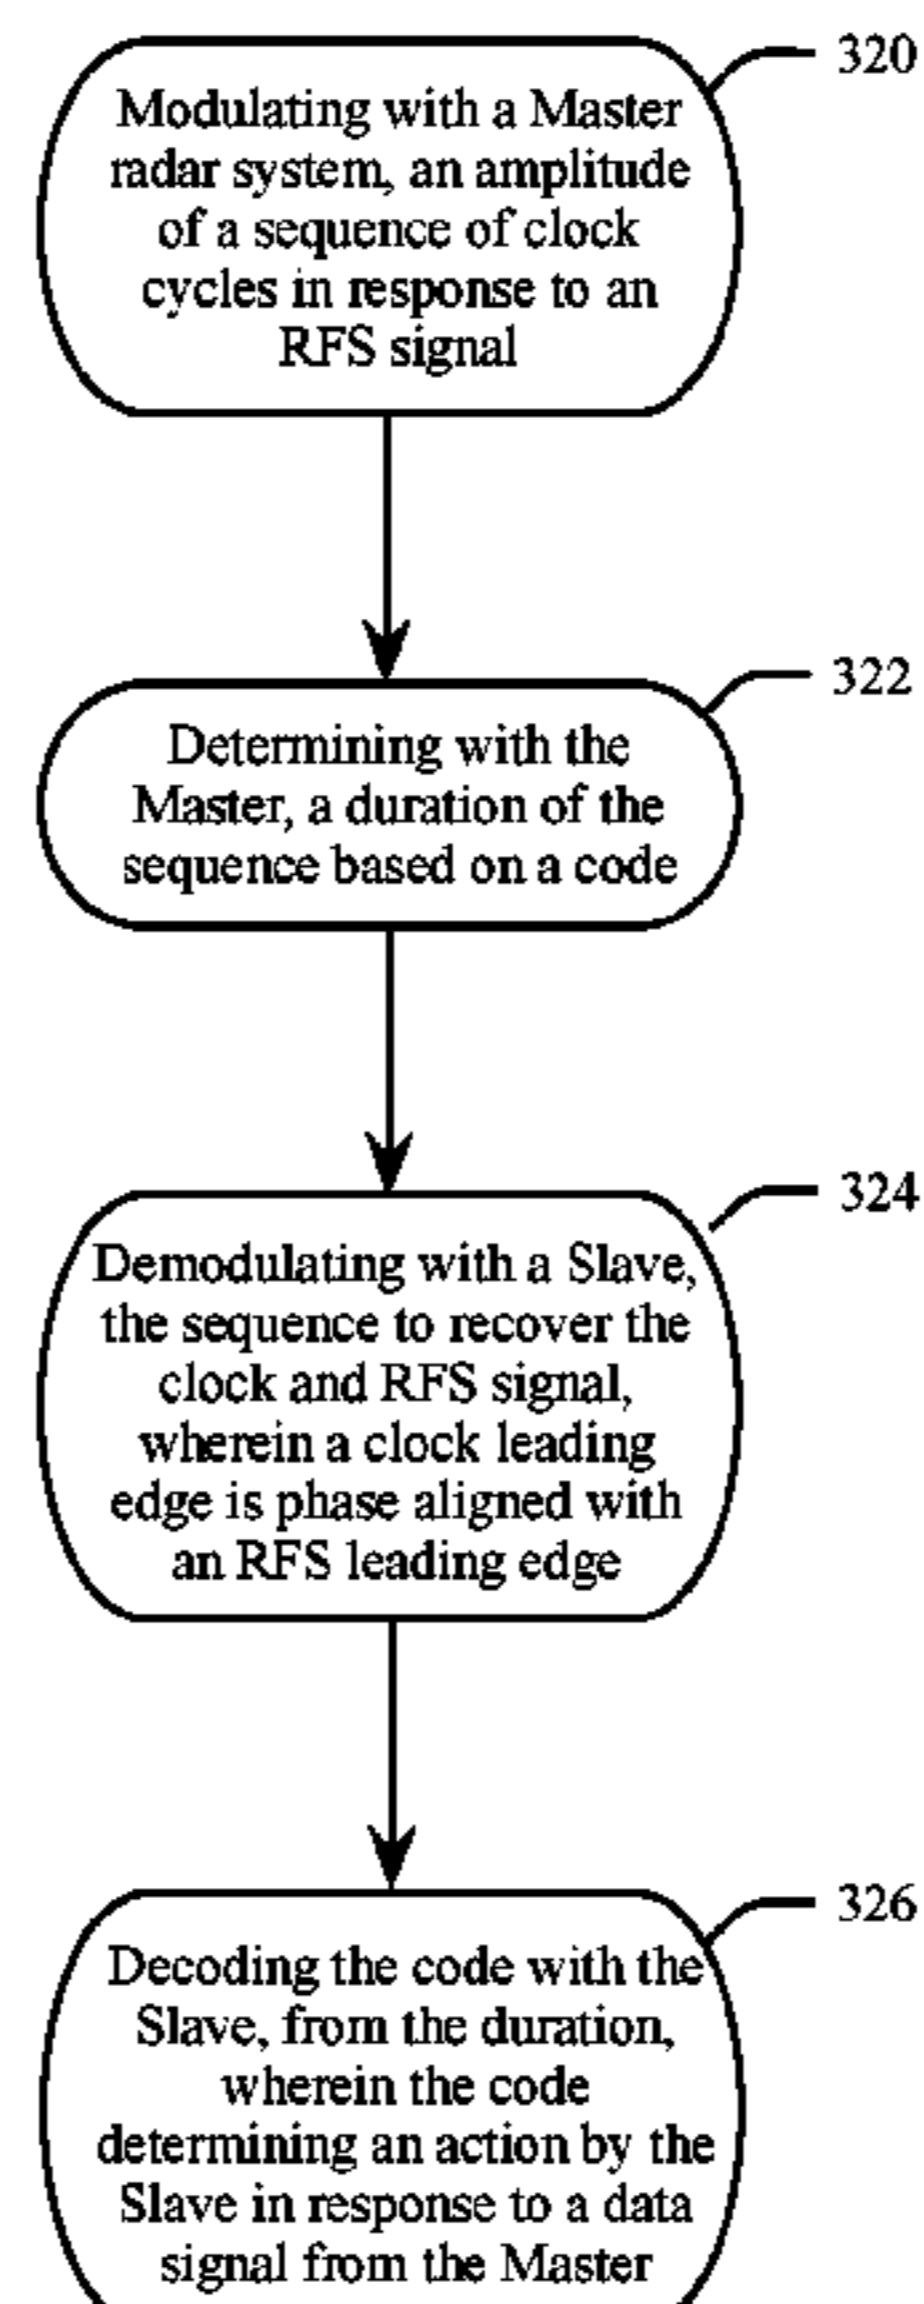 320
Modulating with a Master
radar system, an amplitude
of a sequence of clock
cycles in response to an
RFS signal
322
Determining with the
Master, a duration of the
sequence based on a code
324
Demodulating with a Slave,
the sequence to recover the
clock and RFS signal,
wherein a clock leading
edge is phase aligned with
an RFS leading edge
326
Decoding the code with the
Slave, from the duration,
wherein the code
determining an action by the
Slave in response to a data
signal from the Master